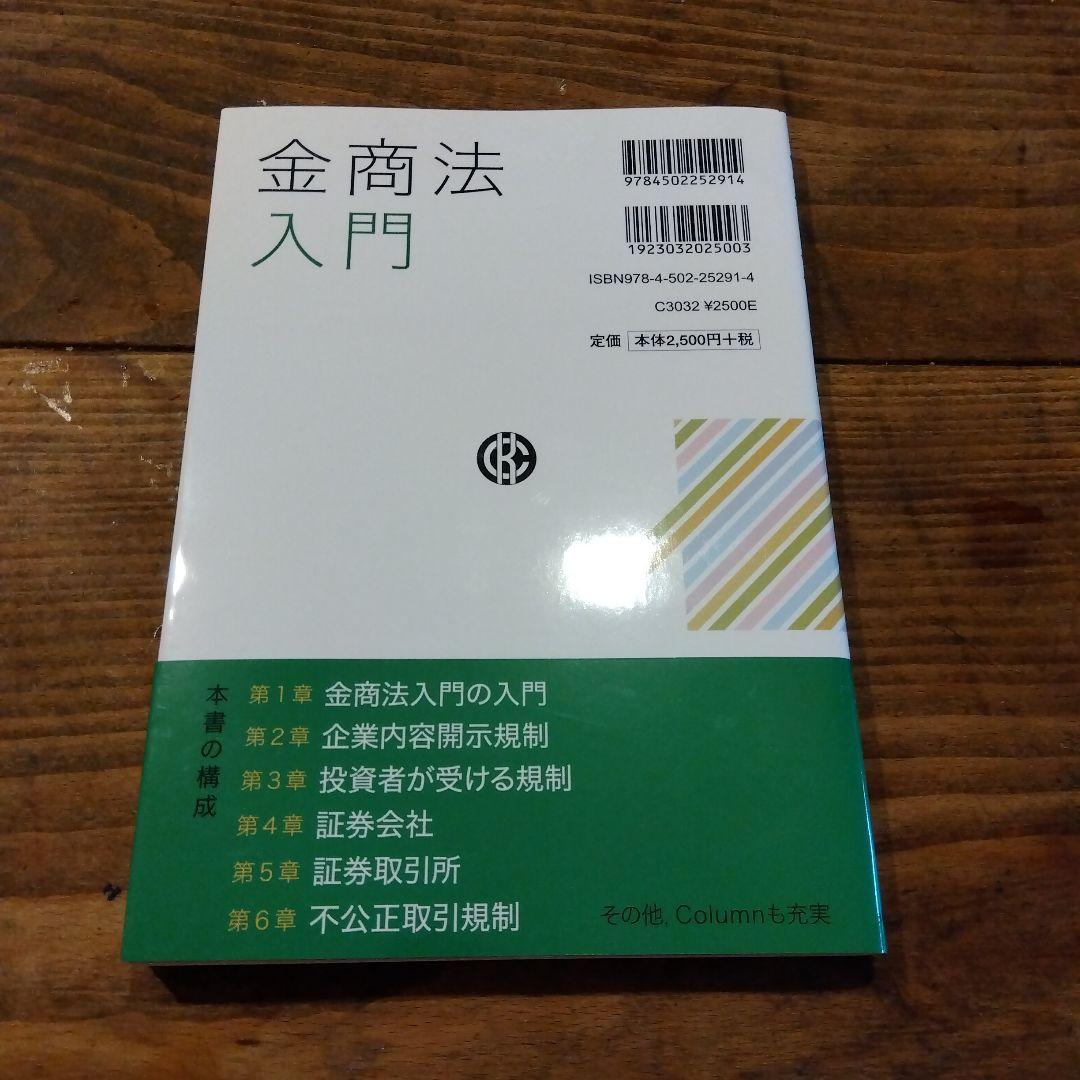 金商法
入門
9784502252914
1923032025003
ISBN978-4-502-25291-4
C3032 ¥2500E
定価 本体2,500円+税
本書の構成
第1章 金商法入門の入門
第2章 企業内容開示規制
第3章 投資者が受ける規制
第4章 証券会社
第5章 証券取引所
第6章 不公正取引規制
その他, Columnも充実